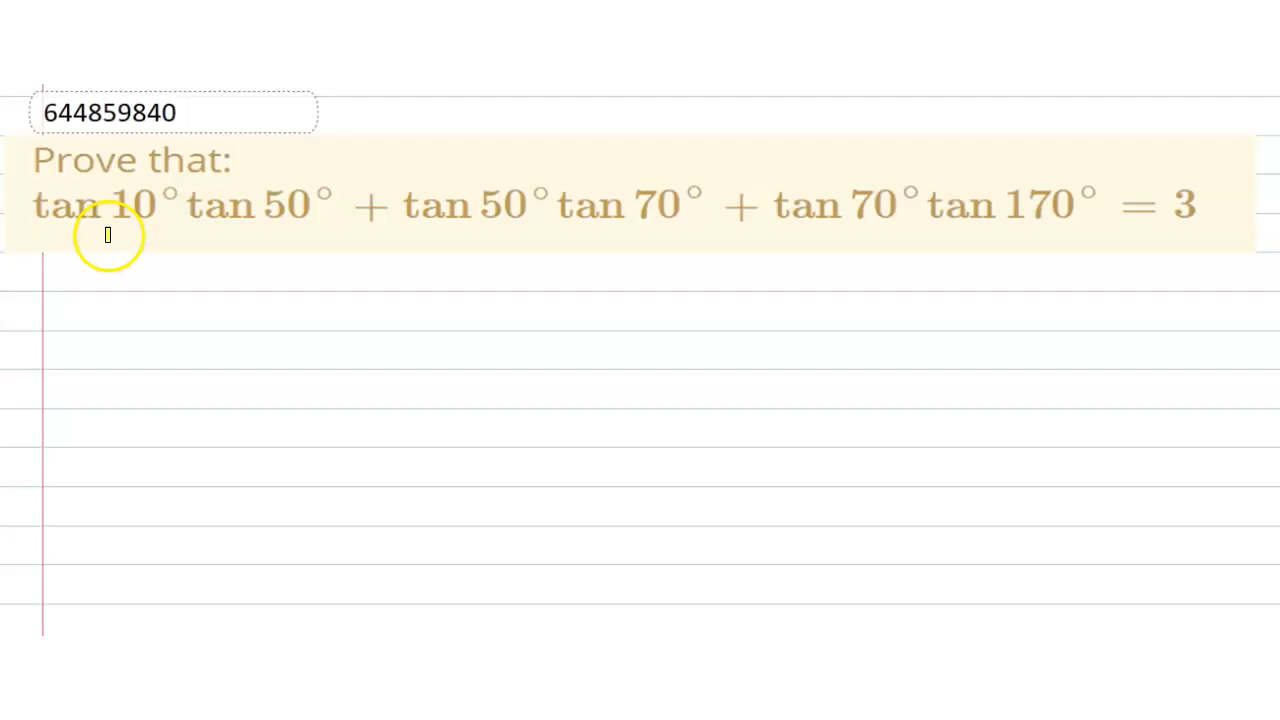 644859840
Prove that:
tan 10° tan 50° + tan 50° tan 70° + tan 70° tan 170° = 3